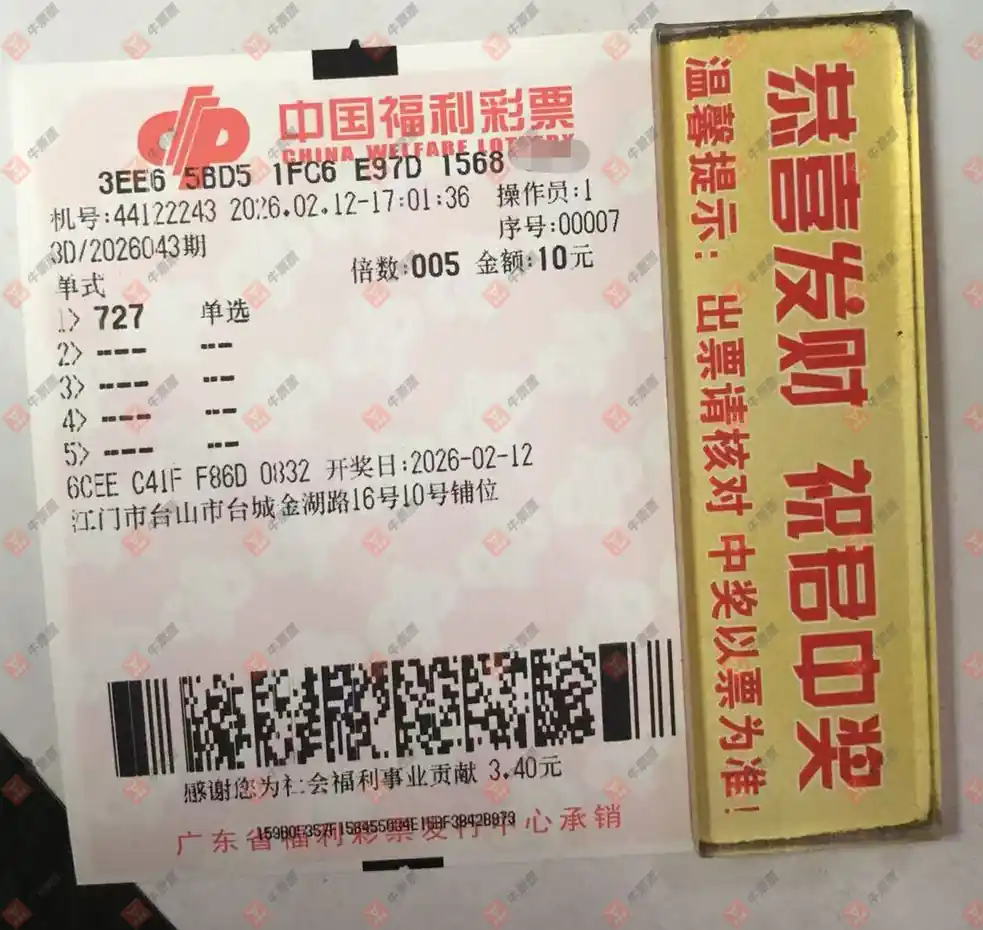 中国福利彩票
CHINA WELFARE LOTTERY
3EE6 5BD5 1FC6 E97D 1568
机号:44122243 2026.02.12-17:01:36 操作员:1
序号:00007
3D/2026043期
倍数:005 金额:10元
单式
1> 727 单选
2> --- ---
3> --- ---
4> --- ---
5> --- ---
6CEE C41F F86D 0832 开奖日:2026-02-12
江门市台山市台城金湖路16号10号铺位
感谢您为社会福利事业贡献 3.40元
广东省福利彩票发行中心承销
恭喜发财 祝君中奖
温馨提示: 出票请核对 中奖以票为准!
牛票票